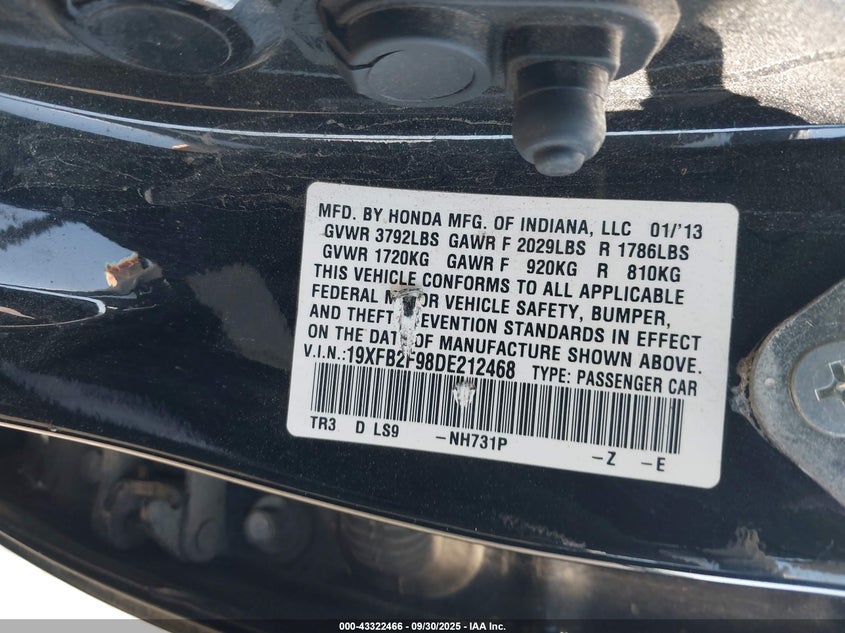 MFD. BY HONDA MFG. OF INDIANA, LLC 01/'13
GVWR 3792LBS GAWR F 2029LBS R 1786LBS
GVWR 1720KG GAWR F 920KG R 810KG
THIS VEHICLE CONFORMS TO ALL APPLICABLE
FEDERAL MOTOR VEHICLE SAFETY, BUMPER,
AND THEFT PREVENTION STANDARDS IN EFFECT
ON THE DATE OF MANUFACTURE SHOWN ABOVE.
V.I.N.:19XFB2F98DE212468 TYPE: PASSENGER CAR
TR3 D LS9 –NH731P –Z –E
000-43322466 - 09/30/2025 - IAA Inc.